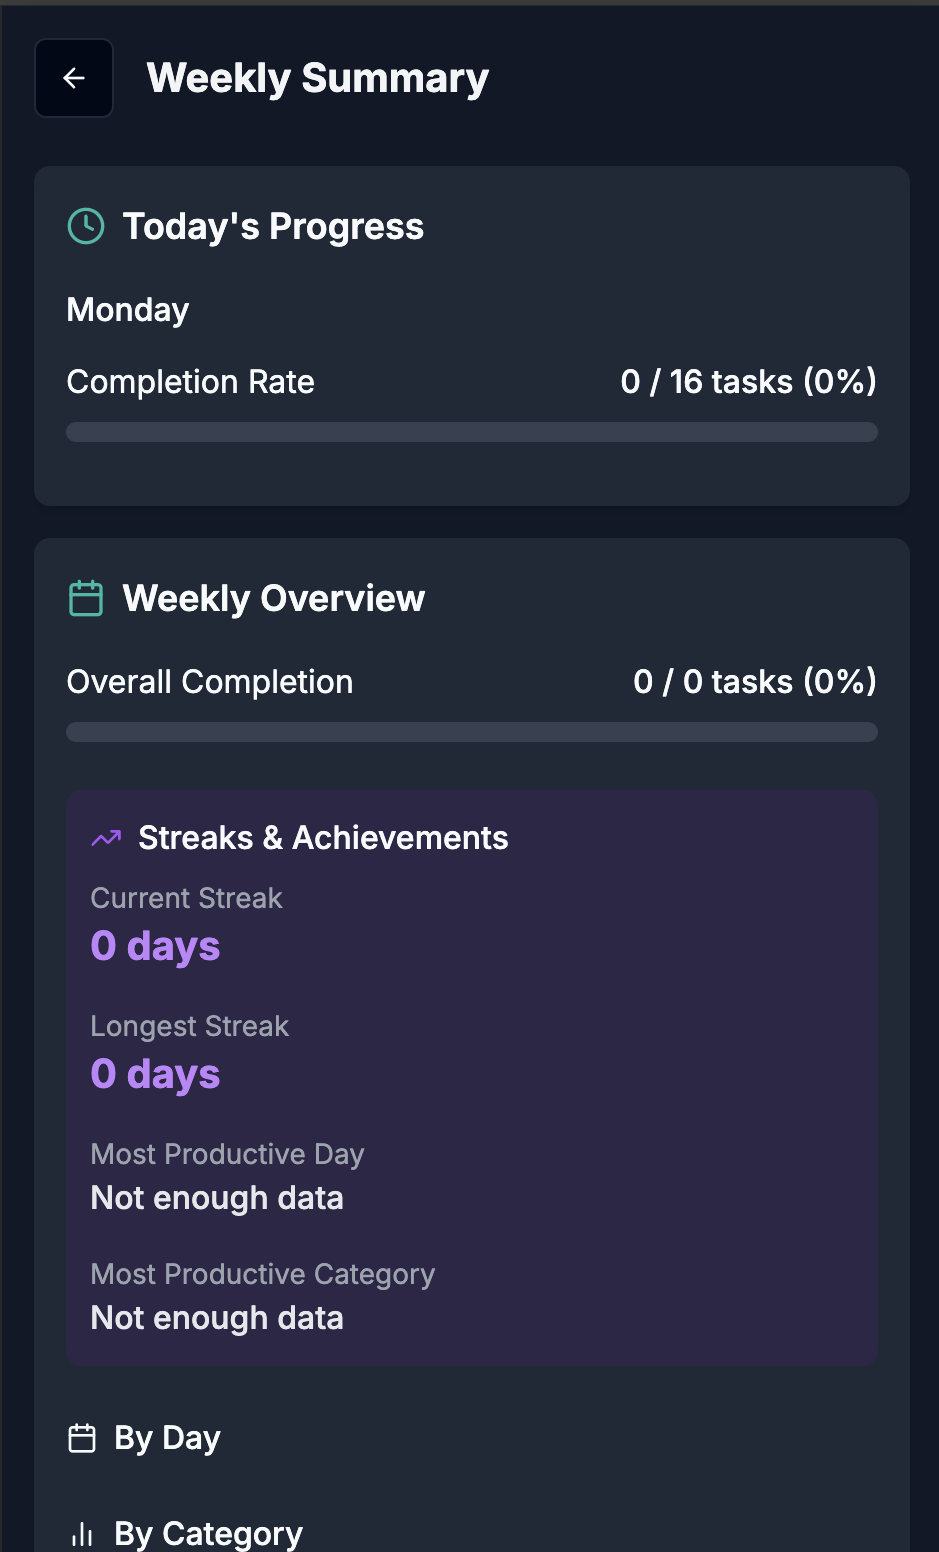 Weekly Summary
Today's Progress
Monday
Completion Rate 0 / 16 tasks (0%)
Weekly Overview
Overall Completion 0 / 0 tasks (0%)
Streaks & Achievements
Current Streak
0 days
Longest Streak
0 days
Most Productive Day
Not enough data
Most Productive Category
Not enough data
By Day
By Category